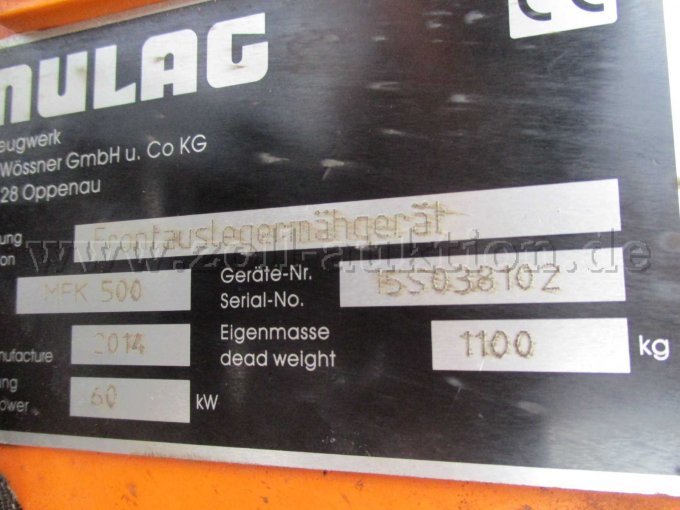 MULAG
eugwerk
Wössner GmbH u. Co KG
28 Oppenau
ung
on
Frontauslegermähgerät
www.zoll-auktion.de
MFK 500
Geräte-Nr.
Serial-No.
nufacture
2014
Eigenmasse
dead weight
1100 kg
ung
ower
60 kW
CE